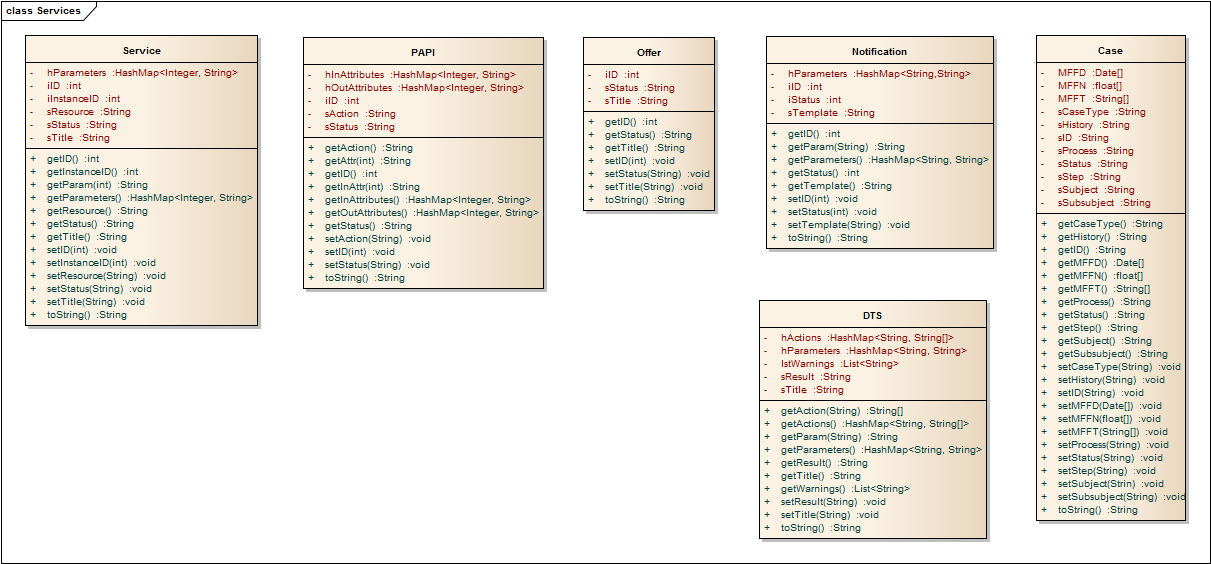 class Services
Service
- hParameters :HashMap<Integer, String>
- iID :int
- iInstanceID :int
- sResource :String
- sStatus :String
- sTitle :String
+ getID() :int
+ getInstanceID() :int
+ getParam(int) :String
+ getParameters() :HashMap<Integer, String>
+ getResource() :String
+ getStatus() :String
+ getTitle() :String
+ setID(int) :void
+ setInstanceID(int) :void
+ setResource(String) :void
+ setStatus(String) :void
+ setTitle(String) :void
+ toString() :String
PAPI
- hInAttributes :HashMap<Integer, String>
- hOutAttributes :HashMap<Integer, String>
- iID :int
- sAction :String
- sStatus :String
+ getAction() :String
+ getAttr(int) :String
+ getID() :int
+ getInAttr(int) :String
+ getInAttributes() :HashMap<Integer, String>
+ getOutAttributes() :HashMap<Integer, String>
+ getStatus() :String
+ setAction(String) :void
+ setID(int) :void
+ setStatus(String) :void
+ toString() :String
Offer
- iID :int
- sStatus :String
- sTitle :String
+ getID() :int
+ getStatus() :String
+ getTitle() :String
+ setID(int) :void
+ setStatus(String) :void
+ setTitle(String) :void
+ toString() :String
Notification
- hParameters :HashMap<String,String>
- iID :int
- iStatus :int
- sTemplate :String
+ getID() :int
+ getParam(String) :String
+ getParameters() :HashMap<String, String>
+ getStatus() :int
+ getTemplate() :String
+ setID(int) :void
+ setStatus(int) :void
+ setTemplate(String) :void
+ toString() :String
DTS
- hActions :HashMap<String, String[]>
- hParameters :HashMap<String, String>
- lstWarnings :List<String>
- sResult :String
- sTitle :String
+ getAction(String) :String[]
+ getActions() :HashMap<String, String[]>
+ getParam(String) :String
+ getParameters() :HashMap<String, String>
+ getResult() :String
+ getTitle() :String
+ getWarnings() :List<String>
+ setResult(String) :void
+ setTitle(String) :void
+ toString() :String
Case
- MFFD :Date[]
- MFFN :float[]
- MFFT :String[]
- sCaseType :String
- sHistory :String
- sID :String
- sProcess :String
- sStatus :String
- sStep :String
- sSubject :String
- sSubsubject :String
+ getCaseType() :String
+ getHistory() :String
+ getID() :String
+ getMFFD() :Date[]
+ getMFFN() :float[]
+ getMFFT() :String[]
+ getProcess() :String
+ getStatus() :String
+ getStep() :String
+ getSubject() :String
+ getSubsubject() :String
+ setCaseType(String) :void
+ setHistory(String) :void
+ setID(String) :void
+ setMFFD(Date[]) :void
+ setMFFN(float[]) :void
+ setMFFT(String[]) :void
+ setProcess(String) :void
+ setStatus(String) :void
+ setStep(String) :void
+ setSubject(Strin) :void
+ setSubsubject(String) :void
+ toString() :String